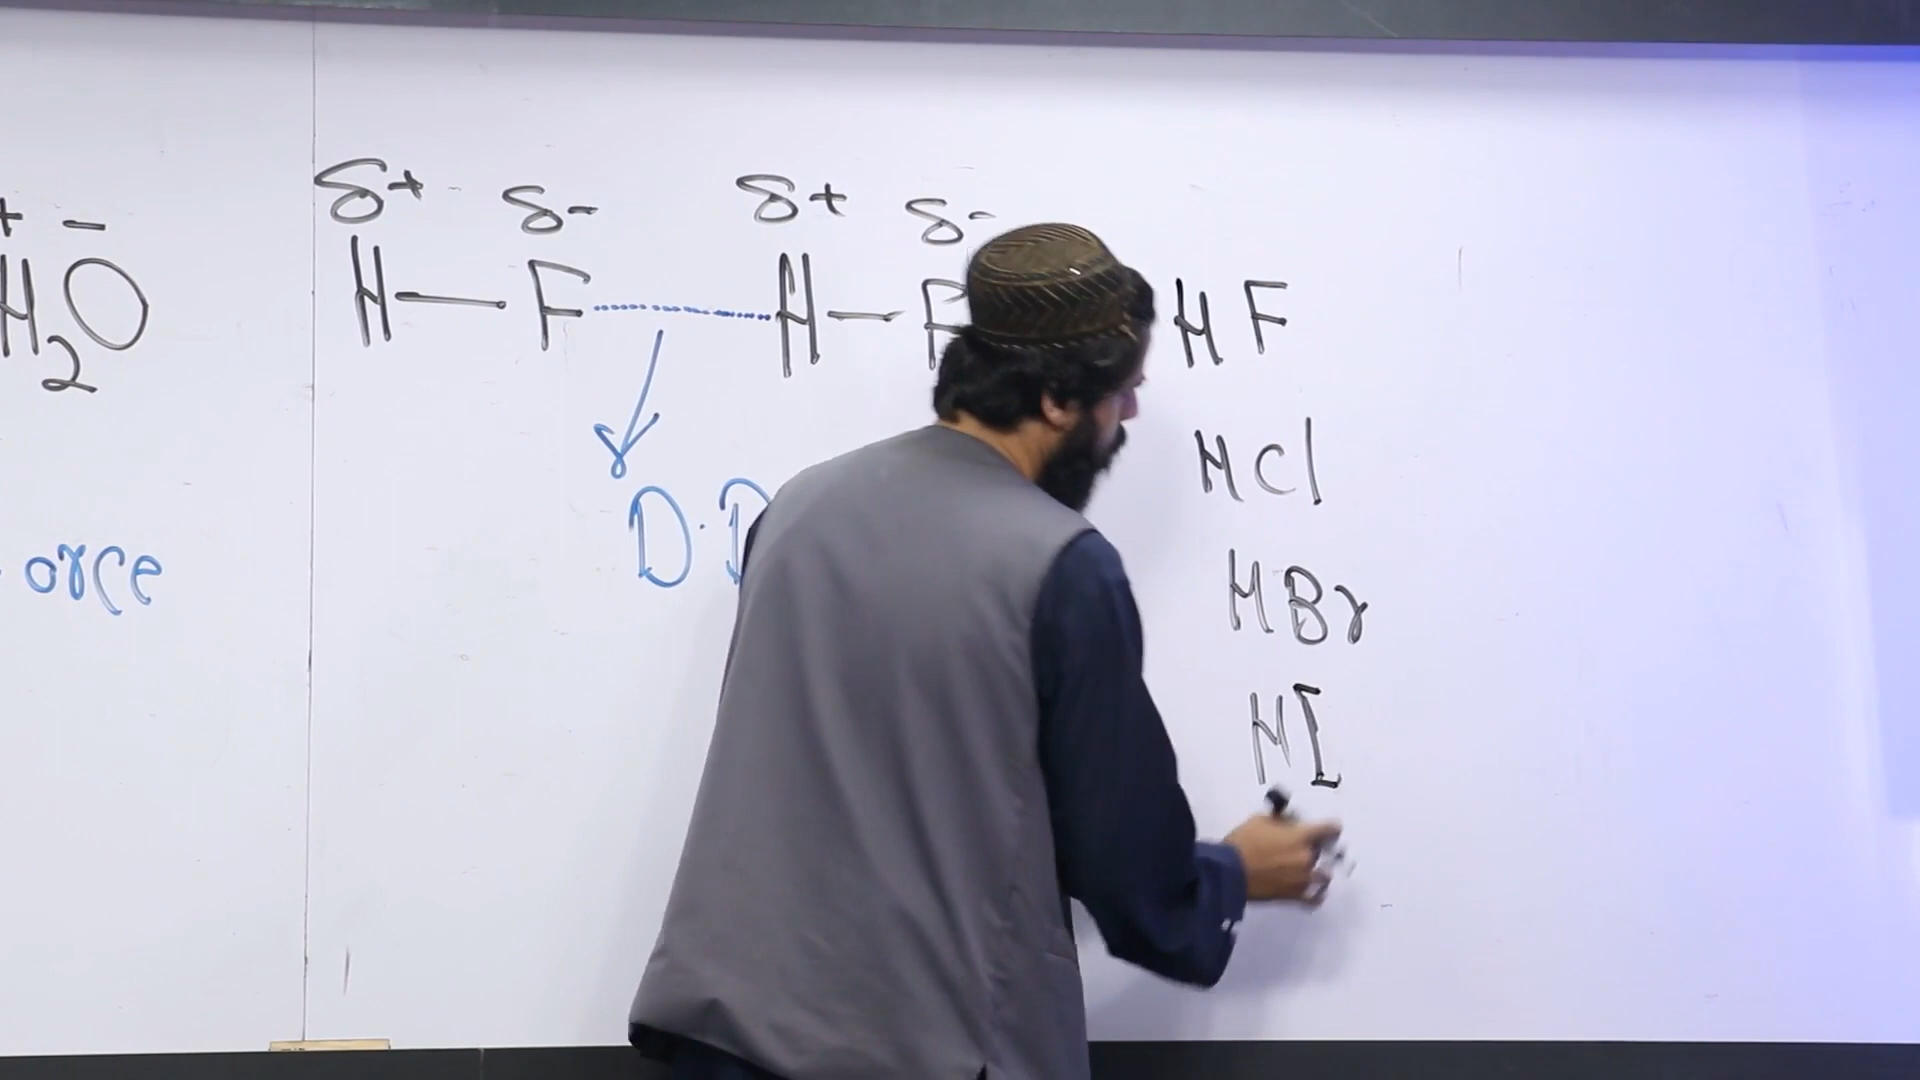 + -
H2O
orce
δ+ δ- δ+ δ-
H—F H—F
D.D
HF
HCl
HBr
HI